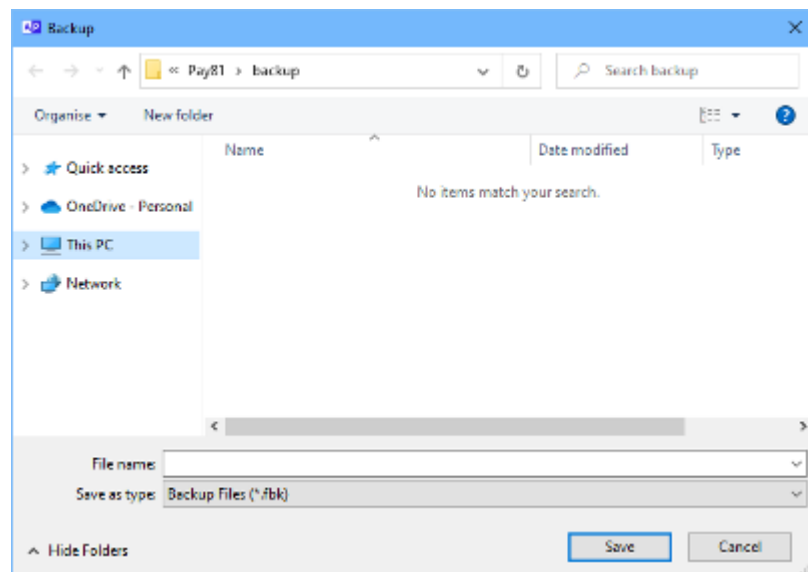 Backup
« Pay81 › backup
Search backup
Organise
New folder
Name
Date modified
Type
No items match your search.
Quick access
OneDrive - Personal
This PC
Network
File name:
Save as type: Backup Files (*.fbk)
Hide Folders
Save
Cancel